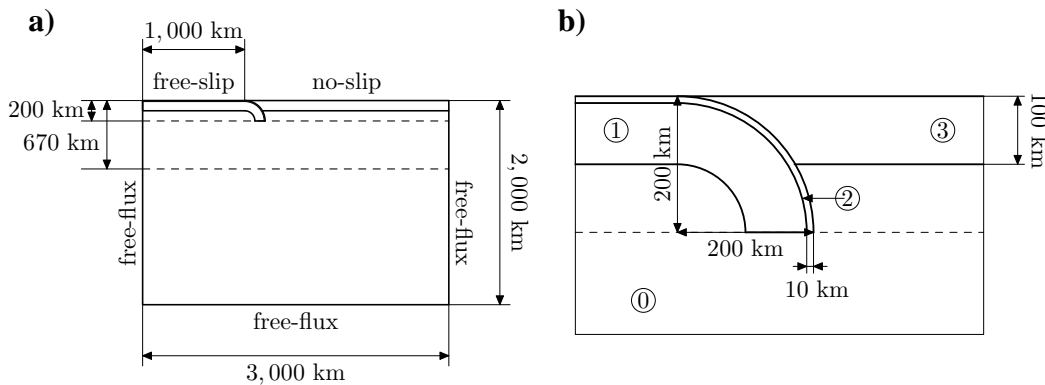 a)
1,000 km
free-slip
no-slip
200 km
670 km
2,000 km
free-flux
free-flux
free-flux
3,000 km
b)
①
③
100 km
200 km
②
200 km
10 km
⓪